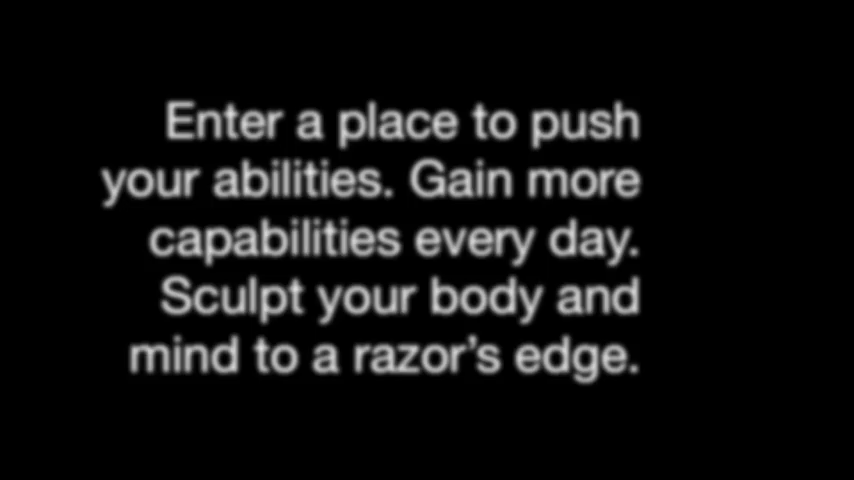 Enter a place to push
your abilities. Gain more
capabilities every day.
Sculpt your body and
mind to a razor’s edge.